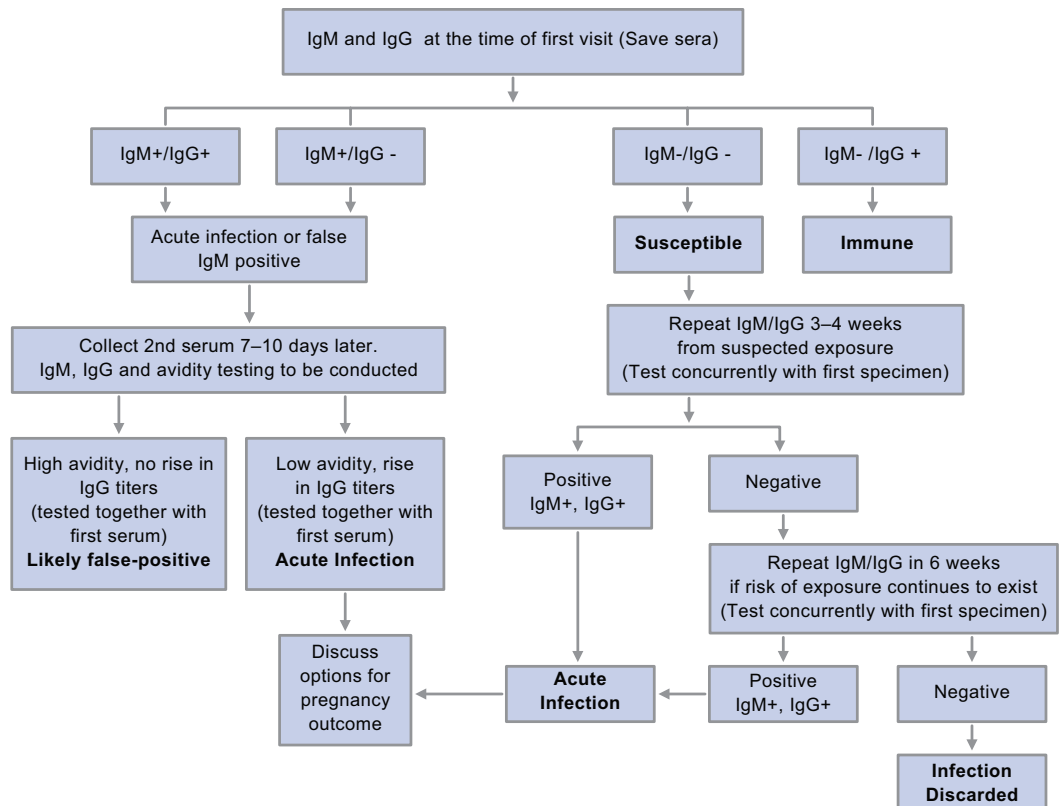 IgM and IgG at the time of first visit (Save sera)
IgM+/IgG+
IgM+/IgG -
IgM-/IgG -
IgM- /IgG +
Acute infection or false
IgM positive
Susceptible
Immune
Collect 2nd serum 7–10 days later.
IgM, IgG and avidity testing to be conducted
Repeat IgM/IgG 3–4 weeks
from suspected exposure
(Test concurrently with first specimen)
High avidity, no rise in
IgG titers
(tested together with
first serum)
Likely false-positive
Low avidity, rise
in IgG titers
(tested together with
first serum)
Acute Infection
Positive
IgM+, IgG+
Negative
Repeat IgM/IgG in 6 weeks
if risk of exposure continues to exist
(Test concurrently with first specimen)
Discuss
options for
pregnancy
outcome
Acute
Infection
Positive
IgM+, IgG+
Negative
Infection
Discarded